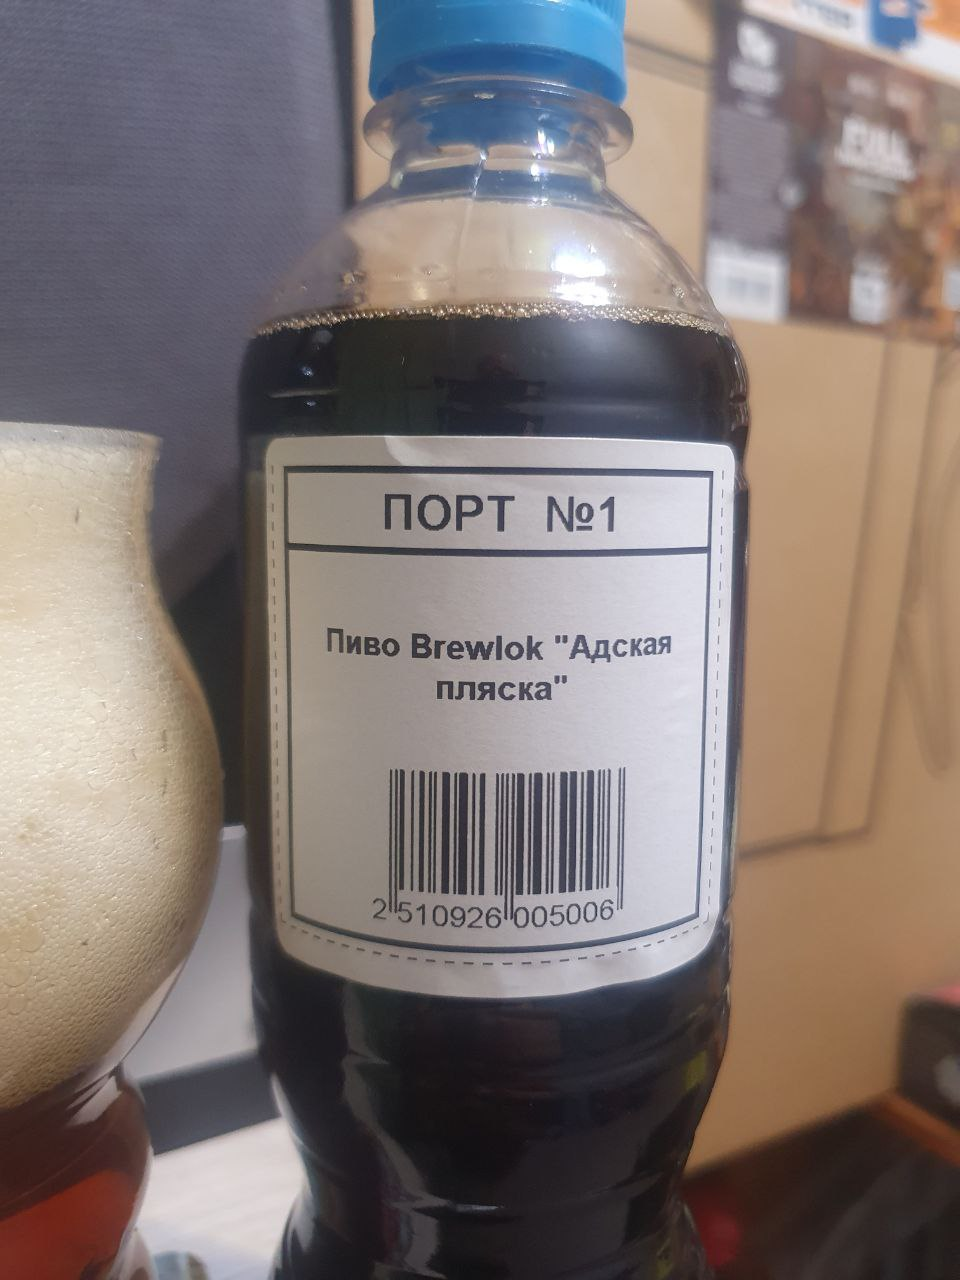 ПОРТ №1
Пиво Brewlok "Адская
пляска"
2 510926 005006